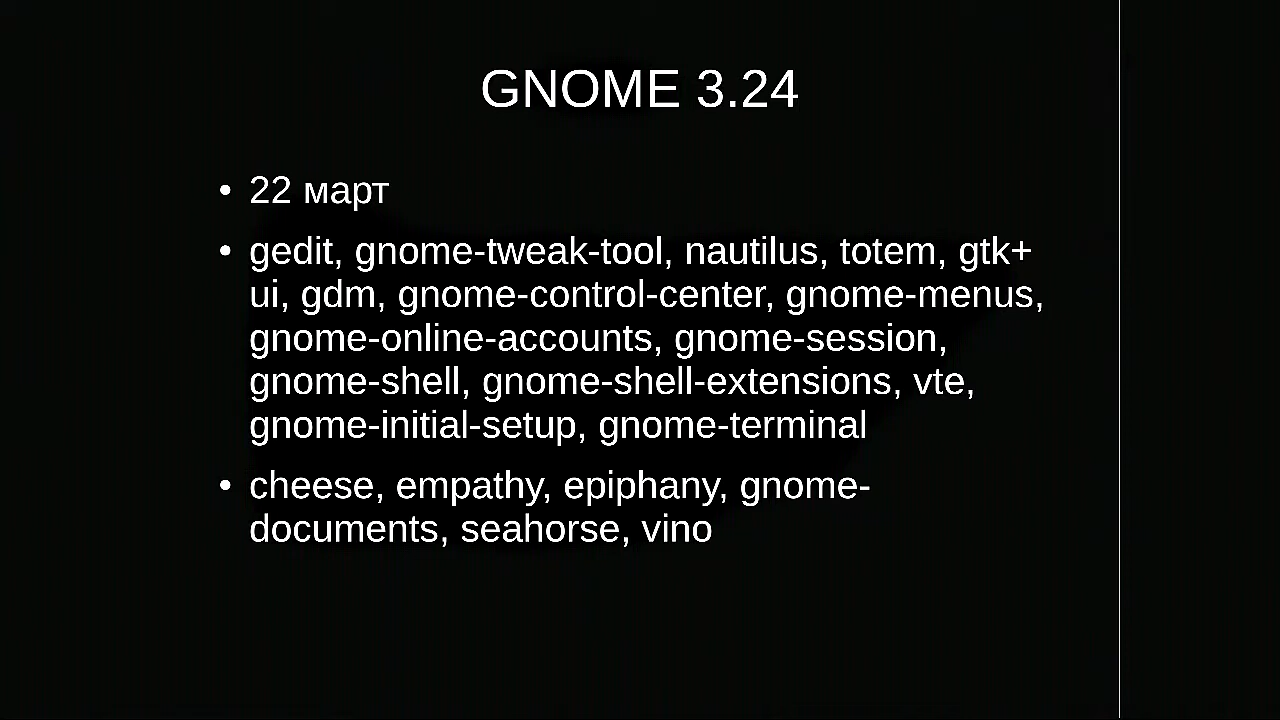 GNOME 3.24
• 22 март
• gedit, gnome-tweak-tool, nautilus, totem, gtk+
ui, gdm, gnome-control-center, gnome-menus,
gnome-online-accounts, gnome-session,
gnome-shell, gnome-shell-extensions, vte,
gnome-initial-setup, gnome-terminal
• cheese, empathy, epiphany, gnome-
documents, seahorse, vino